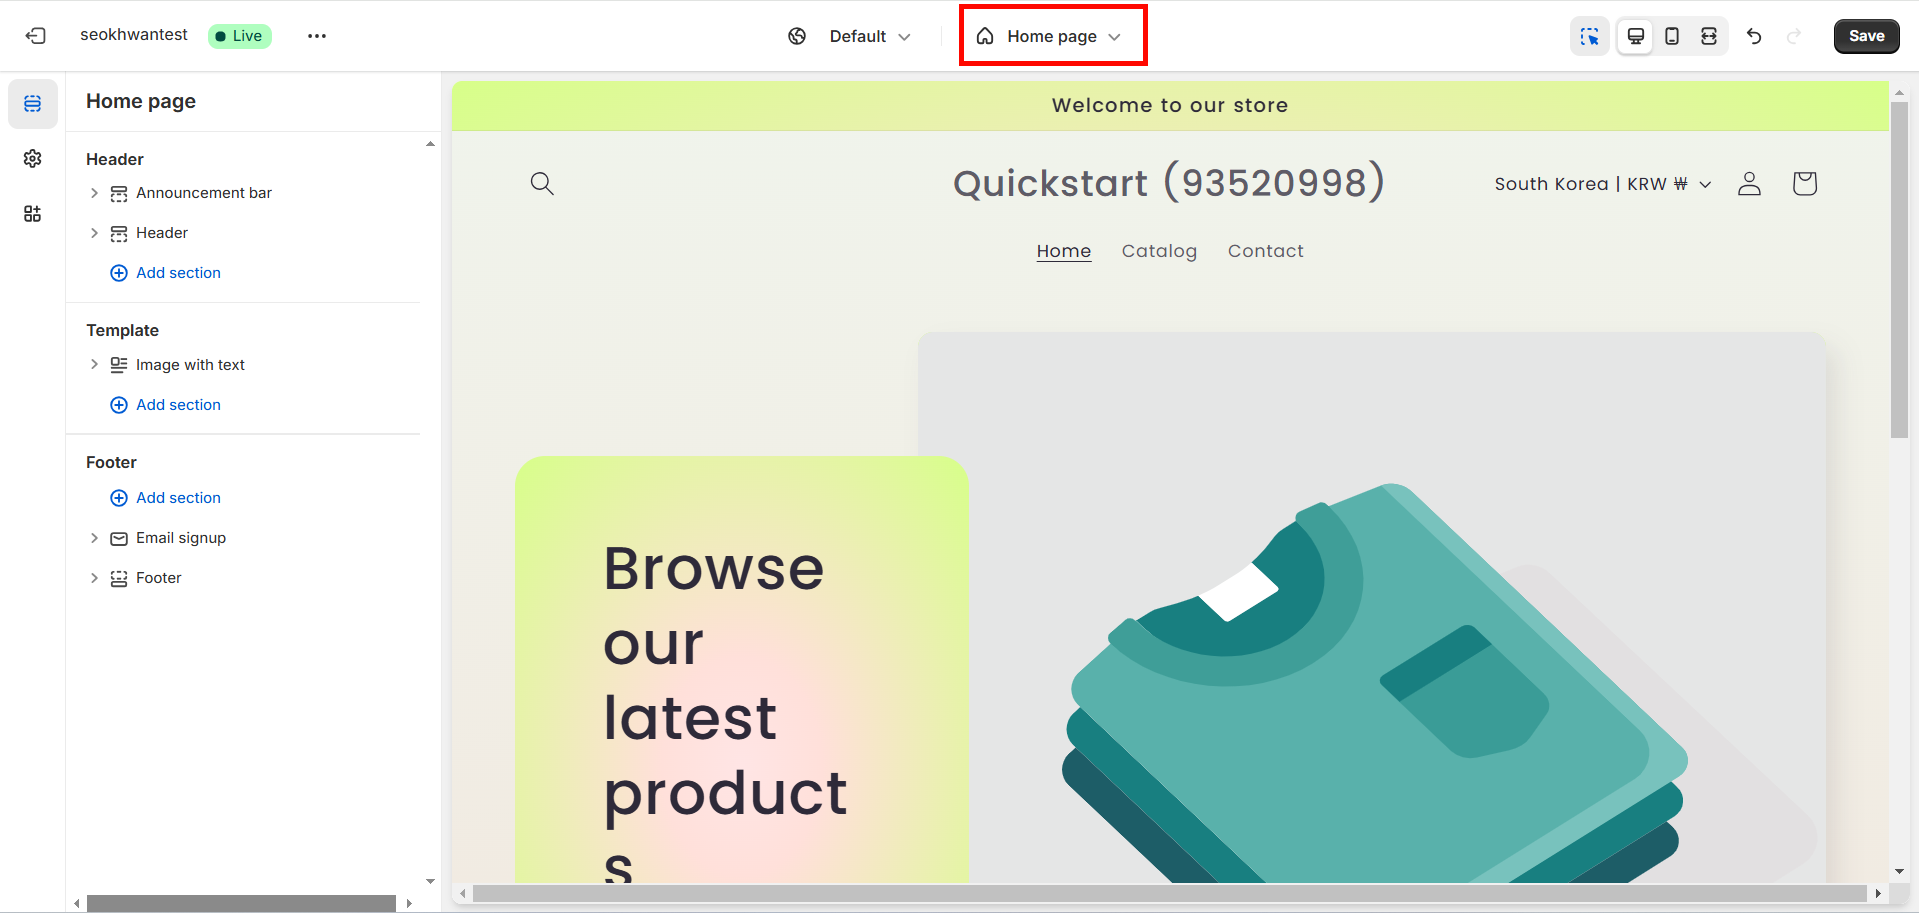 seokhwantest
Live
Default
Home page
Save
Home page
Header
Announcement bar
Header
Add section
Template
Image with text
Add section
Footer
Add section
Email signup
Footer
Welcome to our store
Quickstart (93520998)
South Korea | KRW ₩
Home Catalog Contact
Browse
our
latest
product
s